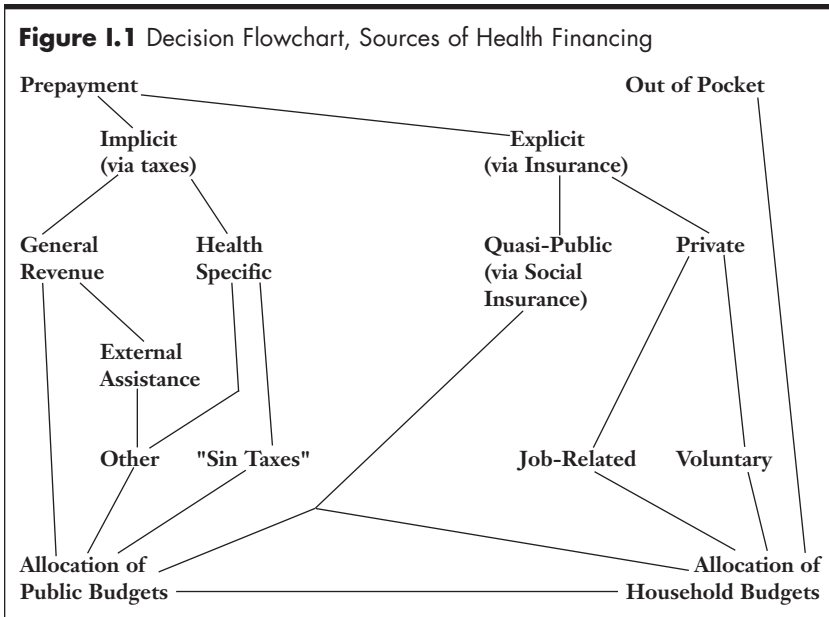 Figure I.1 Decision Flowchart, Sources of Health Financing
Prepayment
Out of Pocket
Implicit
(via taxes)
Explicit
(via Insurance)
General
Revenue
Health
Specific
Quasi-Public
(via Social
Insurance)
Private
External
Assistance
Other
"Sin Taxes"
Job-Related
Voluntary
Allocation of
Public Budgets
Allocation of
Household Budgets